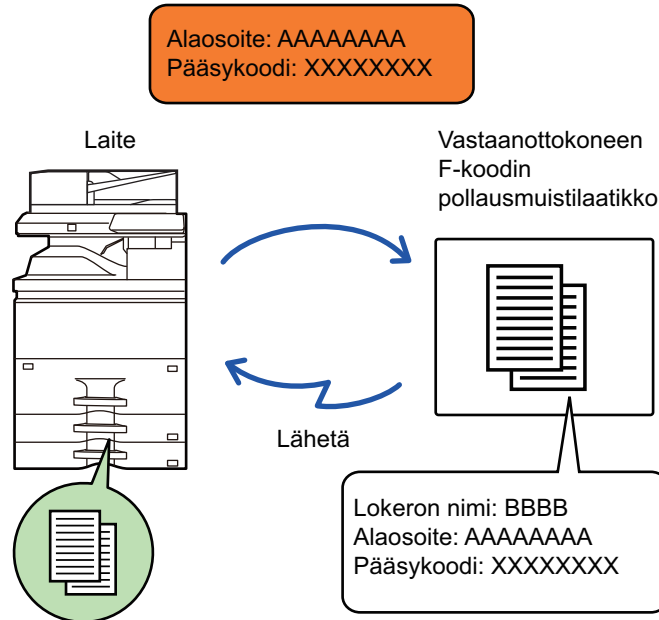 Alaosoite: AAAAAAAA
Pääsykoodi: XXXXXXXX
Laite
Vastaanottokoneen
F-koodin
pollausmuistilaatikko
Lähetä
Lokeron nimi: BBBB
Alaosoite: AAAAAAAA
Pääsykoodi: XXXXXXXX